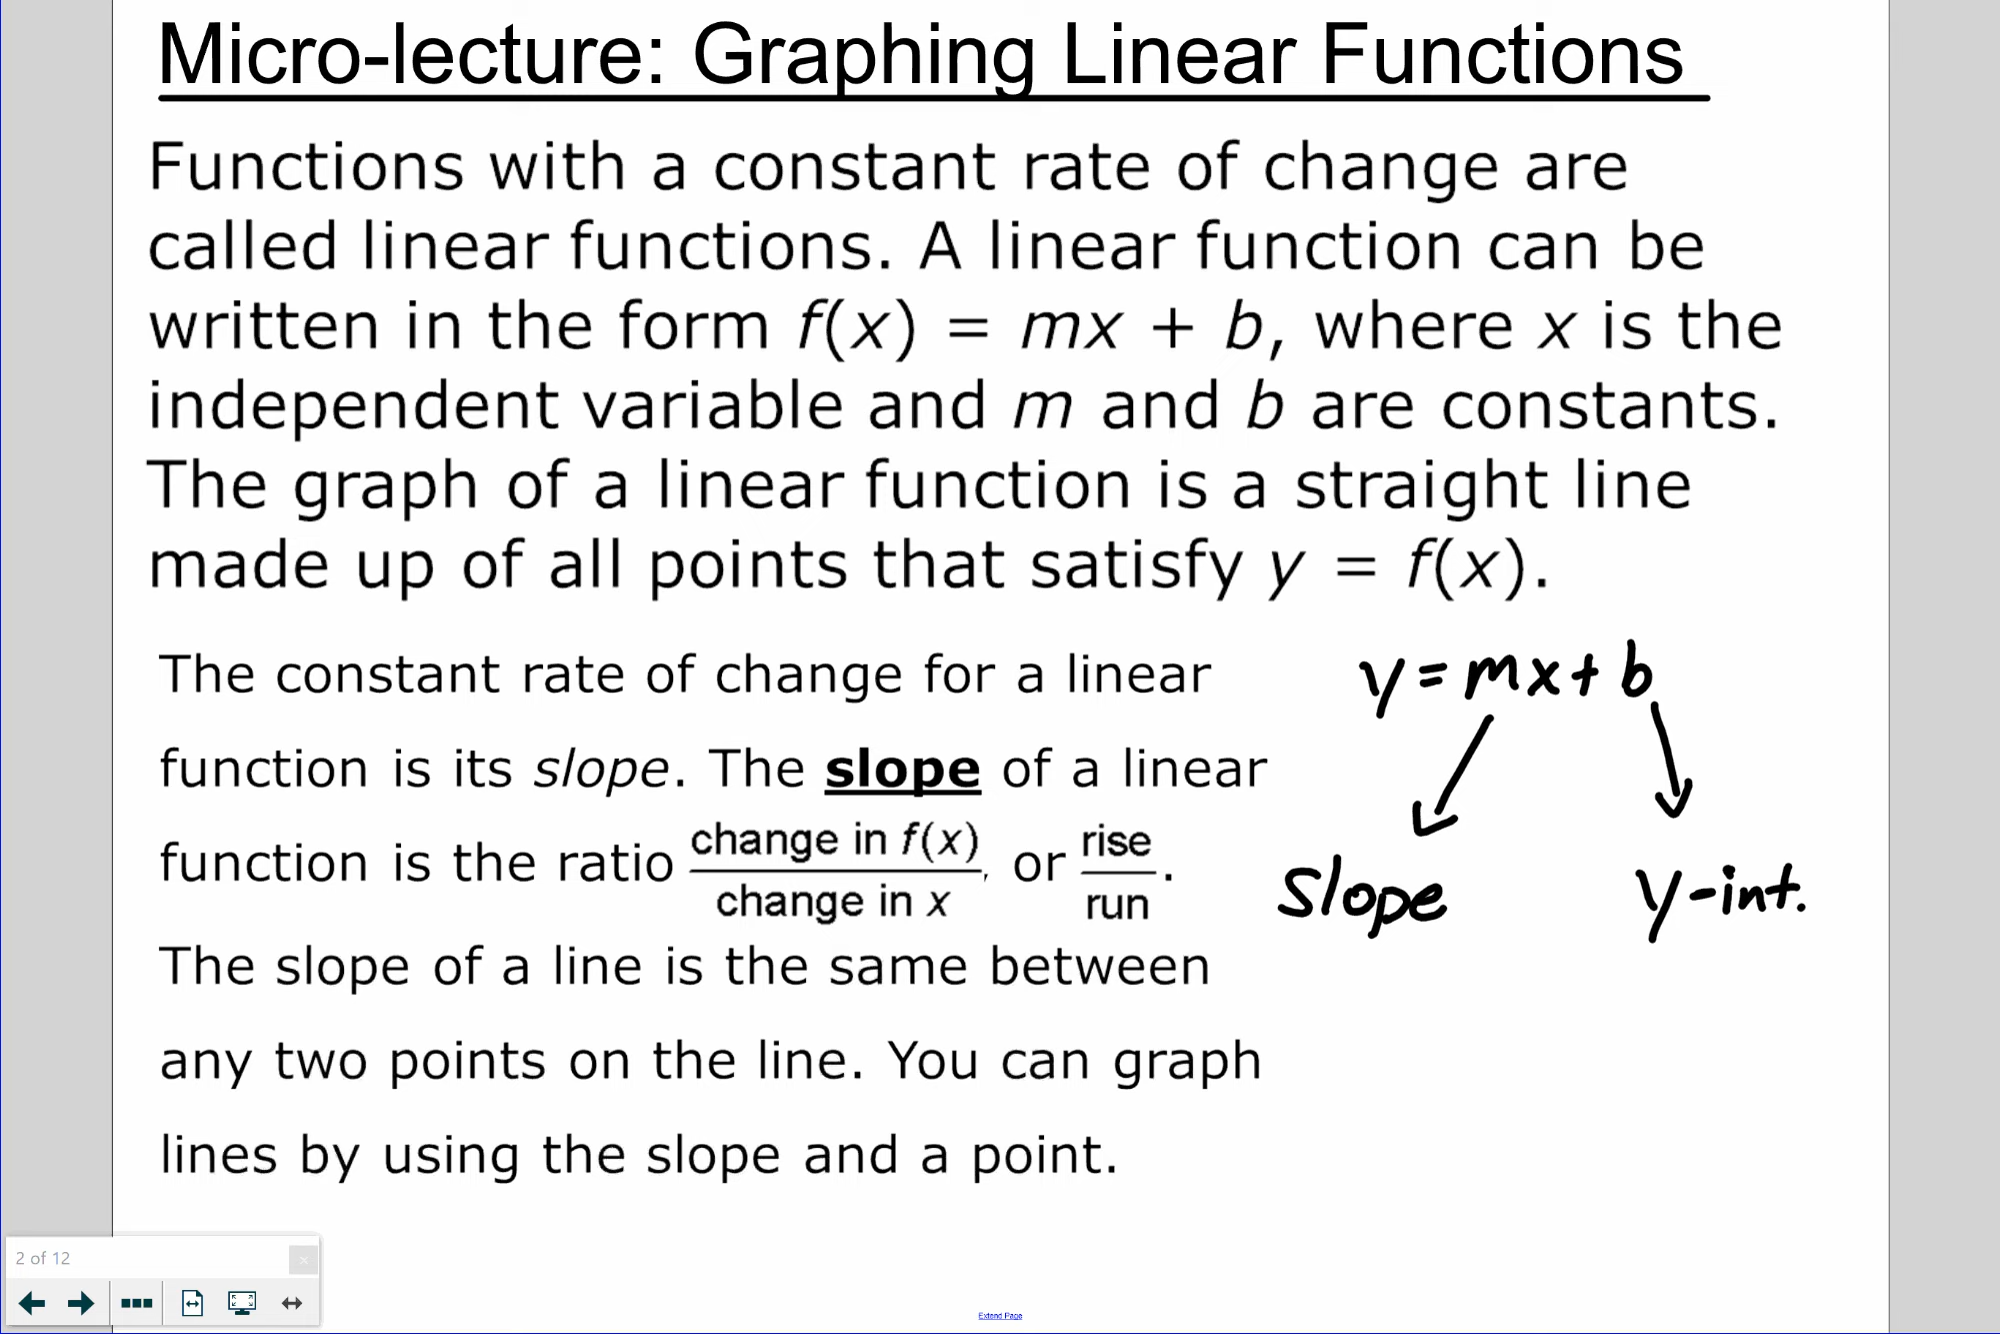 Micro-lecture: Graphing Linear Functions
Functions with a constant rate of change are
called linear functions. A linear function can be
written in the form f(x) = mx + b, where x is the
independent variable and m and b are constants.
The graph of a linear function is a straight line
made up of all points that satisfy y = f(x).
The constant rate of change for a linear
function is its slope. The slope of a linear
function is the ratio change in f(x) / change in x, or rise / run.
The slope of a line is the same between
any two points on the line. You can graph
lines by using the slope and a point.
y = mx + b
slope
y-int.
2 of 12
x
Extend Page